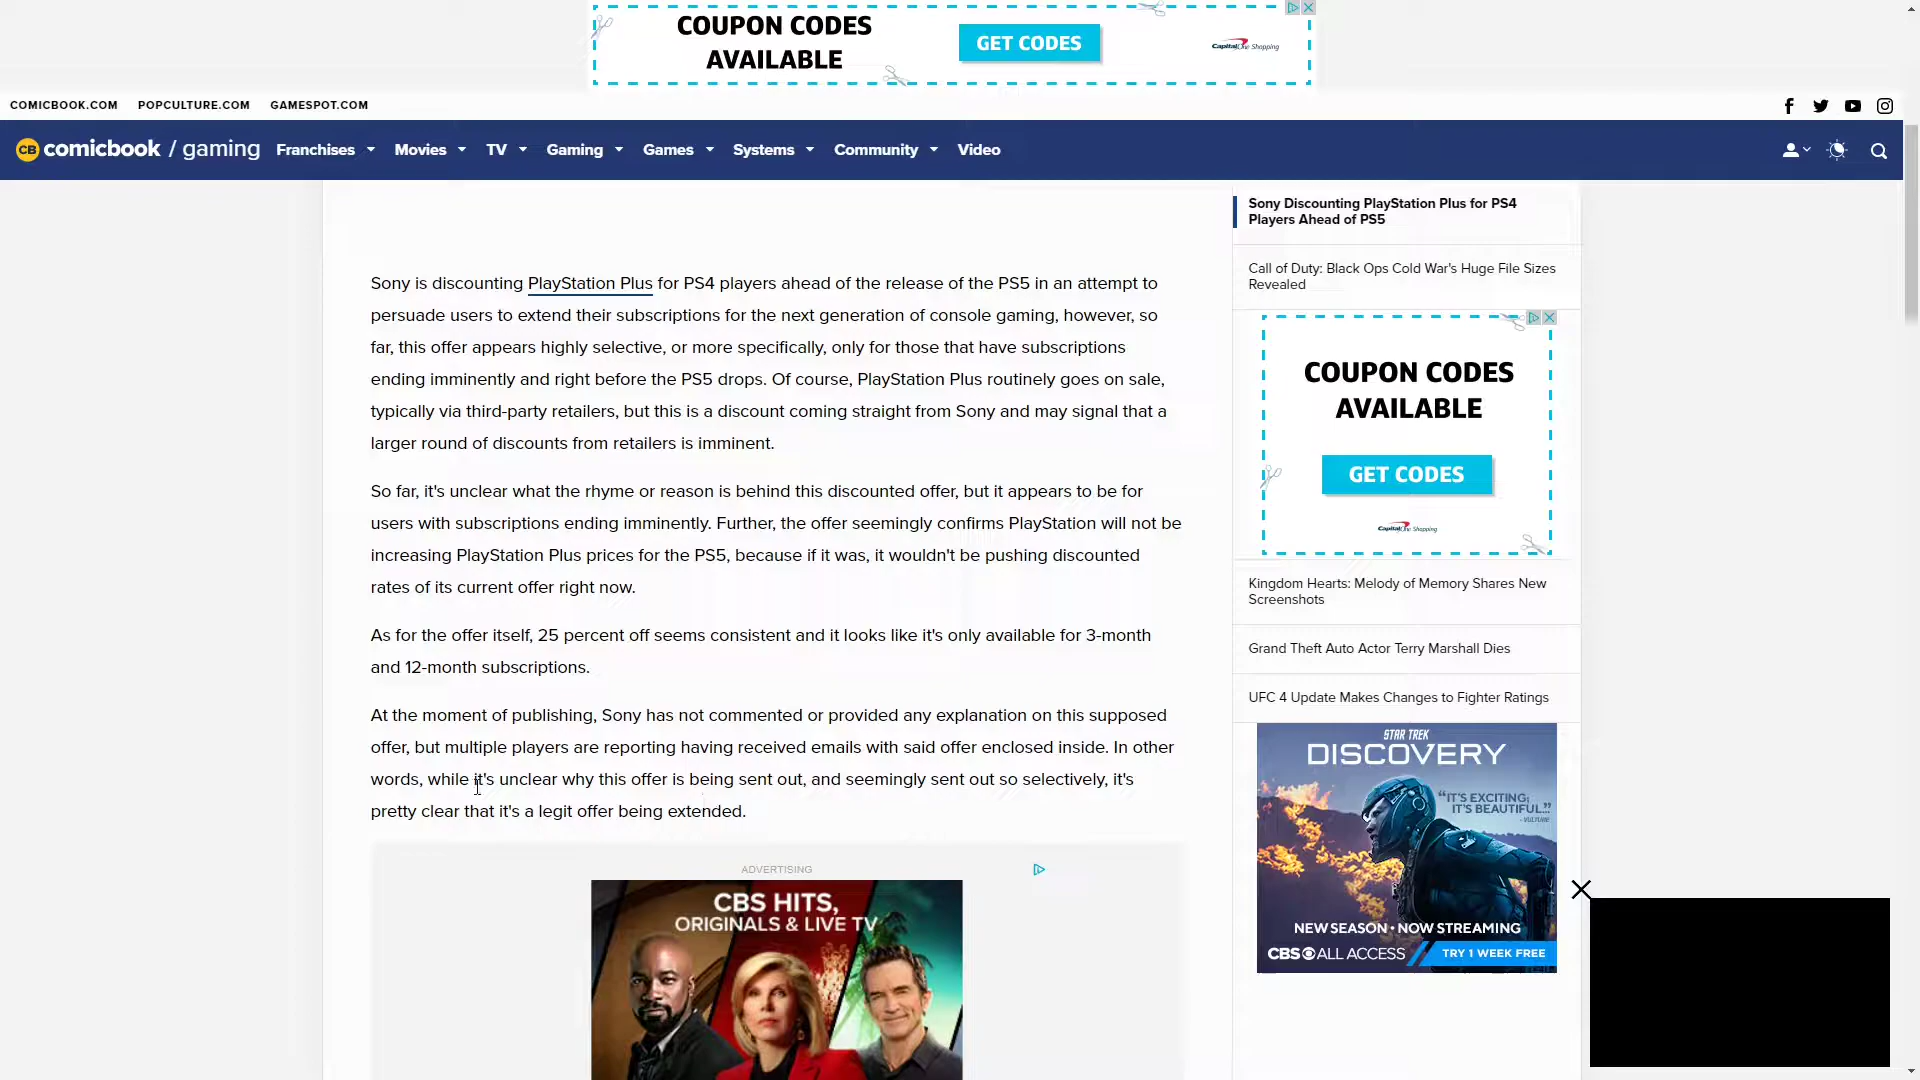 COUPON CODES
AVAILABLE
GET CODES
CapitalOne Shopping
COMICBOOK.COM POPCULTURE.COM GAMESPOT.COM
CB comicbook / gaming Franchises Movies TV Gaming Games Systems Community Video
Sony is discounting PlayStation Plus for PS4 players ahead of the release of the PS5 in an attempt to
persuade users to extend their subscriptions for the next generation of console gaming, however, so
far, this offer appears highly selective, or more specifically, only for those that have subscriptions
ending imminently and right before the PS5 drops. Of course, PlayStation Plus routinely goes on sale,
typically via third-party retailers, but this is a discount coming straight from Sony and may signal that a
larger round of discounts from retailers is imminent.
So far, it's unclear what the rhyme or reason is behind this discounted offer, but it appears to be for
users with subscriptions ending imminently. Further, the offer seemingly confirms PlayStation will not be
increasing PlayStation Plus prices for the PS5, because if it was, it wouldn't be pushing discounted
rates of its current offer right now.
As for the offer itself, 25 percent off seems consistent and it looks like it's only available for 3-month
and 12-month subscriptions.
At the moment of publishing, Sony has not commented or provided any explanation on this supposed
offer, but multiple players are reporting having received emails with said offer enclosed inside. In other
words, while it's unclear why this offer is being sent out, and seemingly sent out so selectively, it's
pretty clear that it's a legit offer being extended.
ADVERTISING
CBS HITS,
ORIGINALS & LIVE TV
Sony Discounting PlayStation Plus for PS4
Players Ahead of PS5
Call of Duty: Black Ops Cold War's Huge File Sizes
Revealed
COUPON CODES
AVAILABLE
GET CODES
CapitalOne Shopping
Kingdom Hearts: Melody of Memory Shares New
Screenshots
Grand Theft Auto Actor Terry Marshall Dies
UFC 4 Update Makes Changes to Fighter Ratings
STAR TREK
DISCOVERY
"IT'S EXCITING;
IT'S BEAUTIFUL..."
- VULTURE
NEW SEASON • NOW STREAMING
CBS ALL ACCESS TRY 1 WEEK FREE